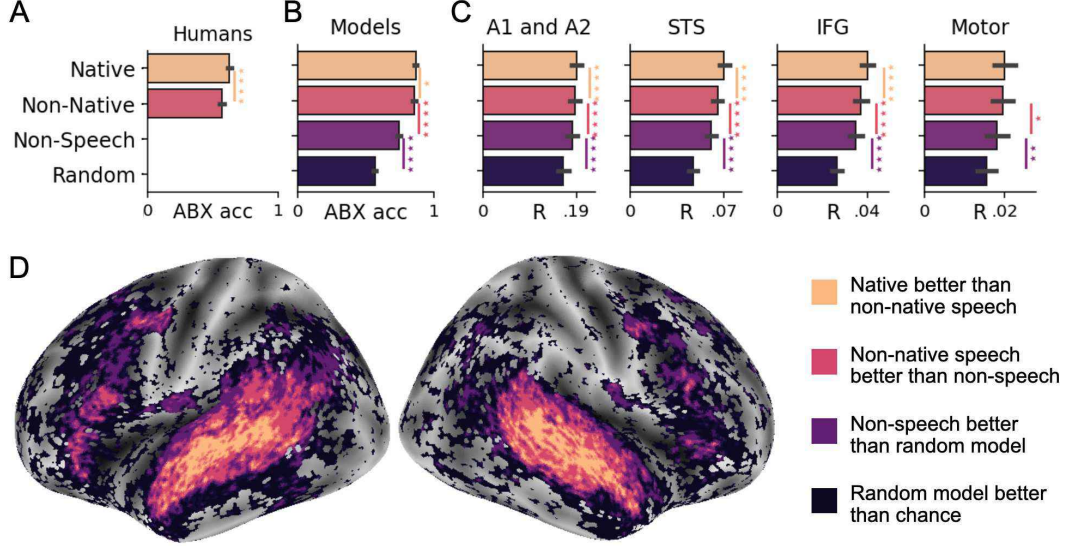 A
B
C
Humans
Models
A1 and A2
STS
IFG
Motor
Native
Non-Native
Non-Speech
Random
0
ABX acc
1
0
ABX acc
1
0
R
.19
0
R
.07
0
R
.04
0
R
.02
D
Native better than
non-native speech
Non-native speech
better than non-speech
Non-speech better
than random model
Random model better
than chance